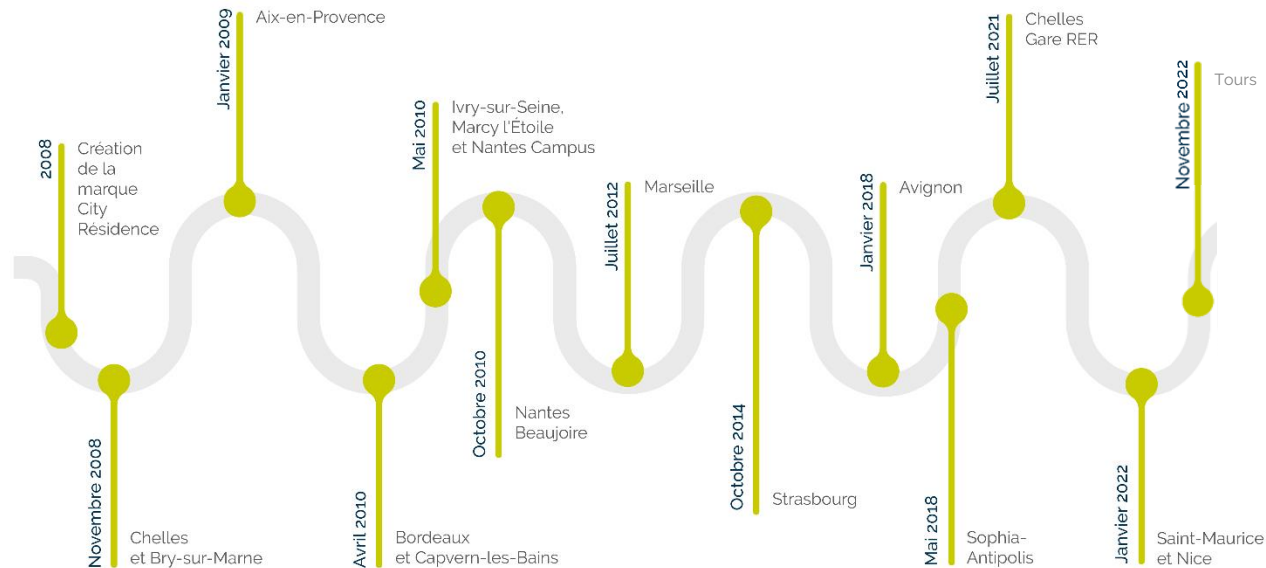 2008
Création
de la
marque
City
Résidence
Novembre 2008
Chelles
et Bry-sur-Marne
Janvier 2009
Aix-en-Provence
Avril 2010
Bordeaux
et Capvern-les-Bains
Mai 2010
Ivry-sur-Seine,
Marcy l'Étoile
et Nantes Campus
Octobre 2010
Nantes
Beaujoire
Juillet 2012
Marseille
Octobre 2014
Strasbourg
Janvier 2018
Avignon
Mai 2018
Sophia-
Antipolis
Juillet 2021
Chelles
Gare RER
Janvier 2022
Saint-Maurice
et Nice
Novembre 2022
Tours